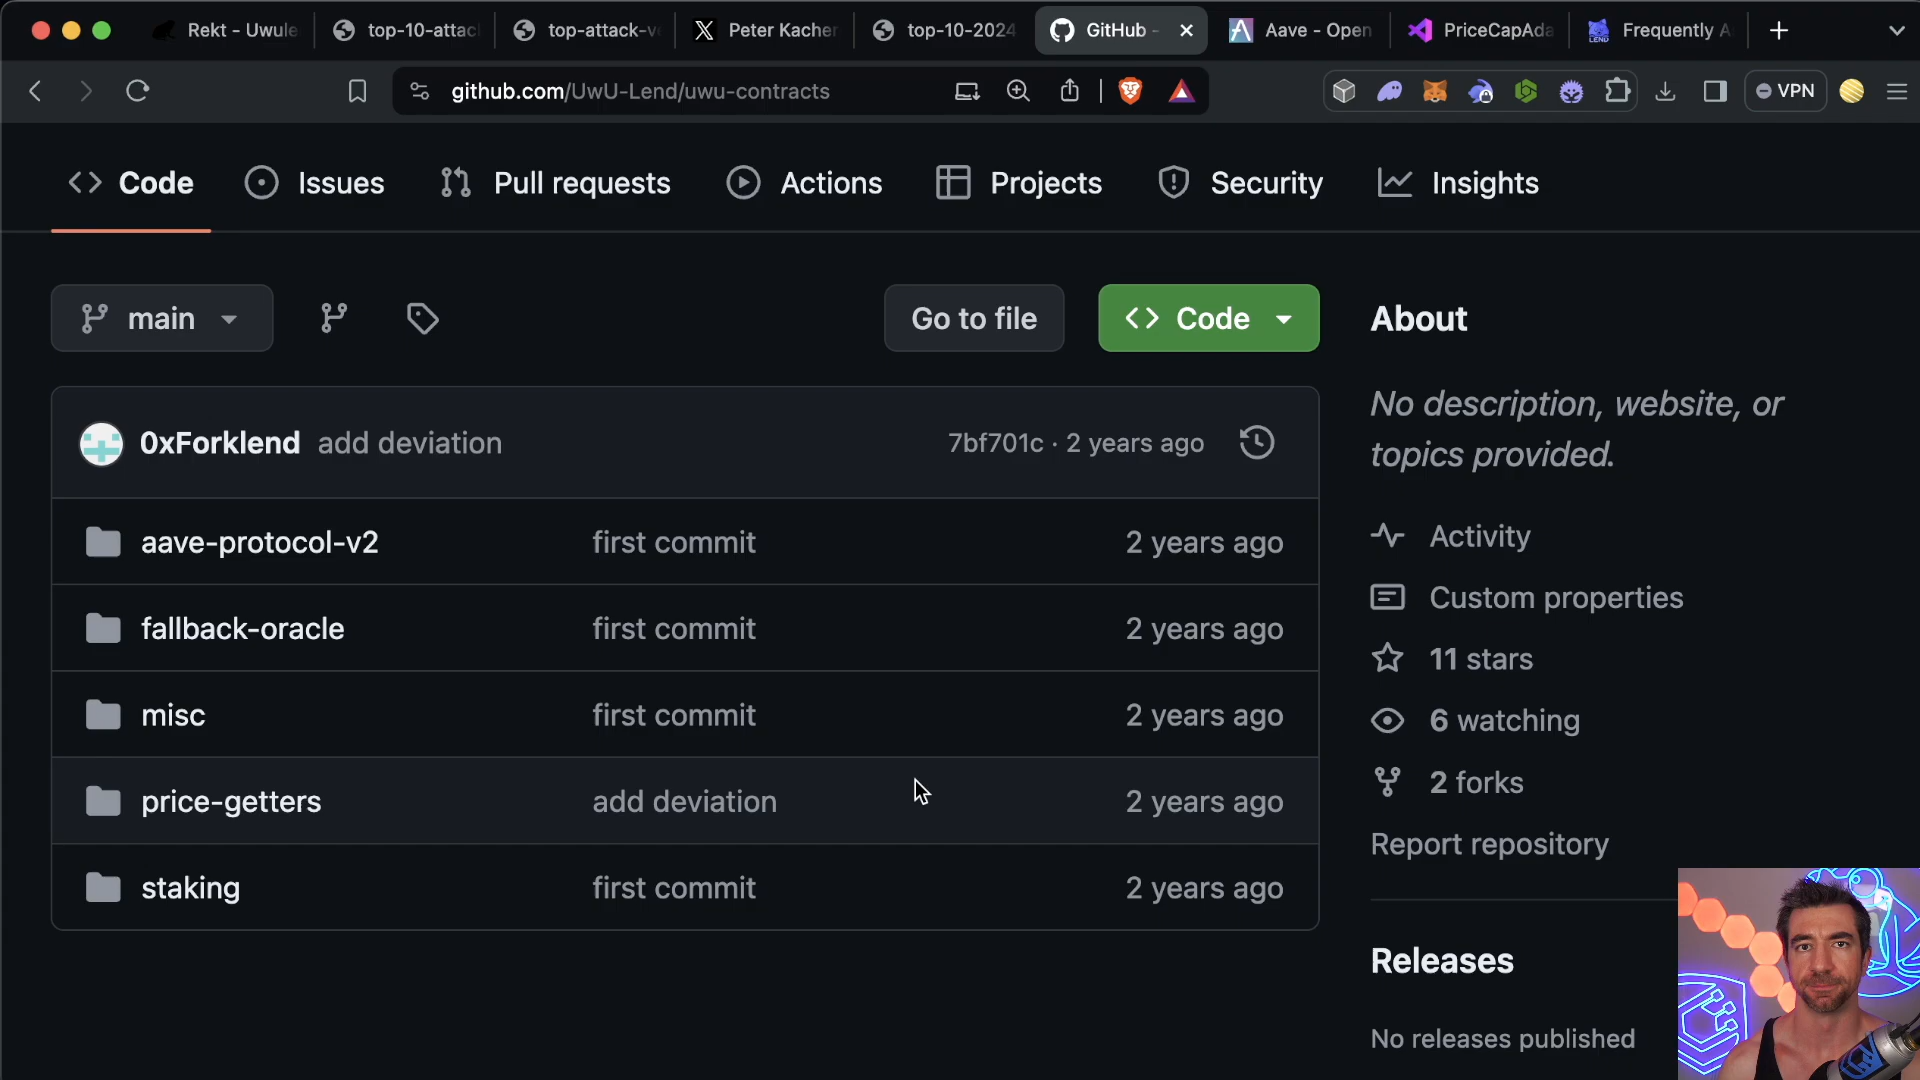 Rekt - Uwule
top-10-attac
top-attack-ve
Peter Kacher
top-10-2024
GitHub -
Aave - Open
PriceCapAda
Frequently A
github.com/UwU-Lend/uwu-contracts
VPN
Code
Issues
Pull requests
Actions
Projects
Security
Insights
main
Go to file
Code
About
No description, website, or
topics provided.
0xForklend add deviation 7bf701c · 2 years ago
aave-protocol-v2 first commit 2 years ago
fallback-oracle first commit 2 years ago
misc first commit 2 years ago
price-getters add deviation 2 years ago
staking first commit 2 years ago
Activity
Custom properties
11 stars
6 watching
2 forks
Report repository
Releases
No releases published